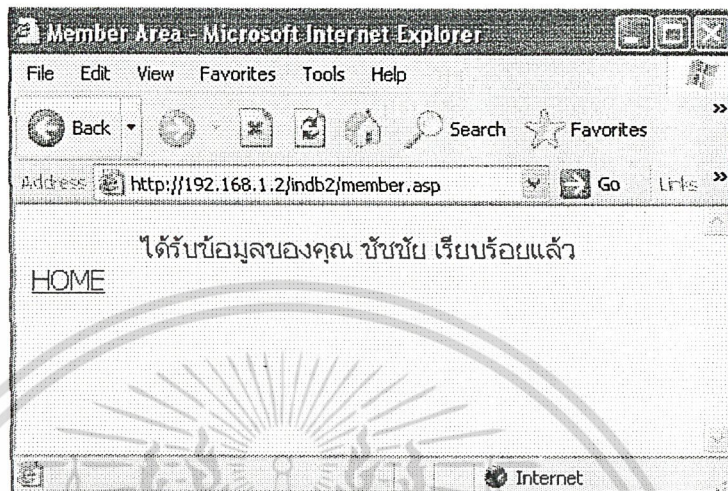 Member Area - Microsoft Internet Explorer
File Edit View Favorites Tools Help
Back Search Favorites
Address http://192.168.1.2/indb2/member.asp Go Links
ได้รับข้อมูลของคุณ ชัชชัย เรียบร้อยแล้ว
HOME
Internet